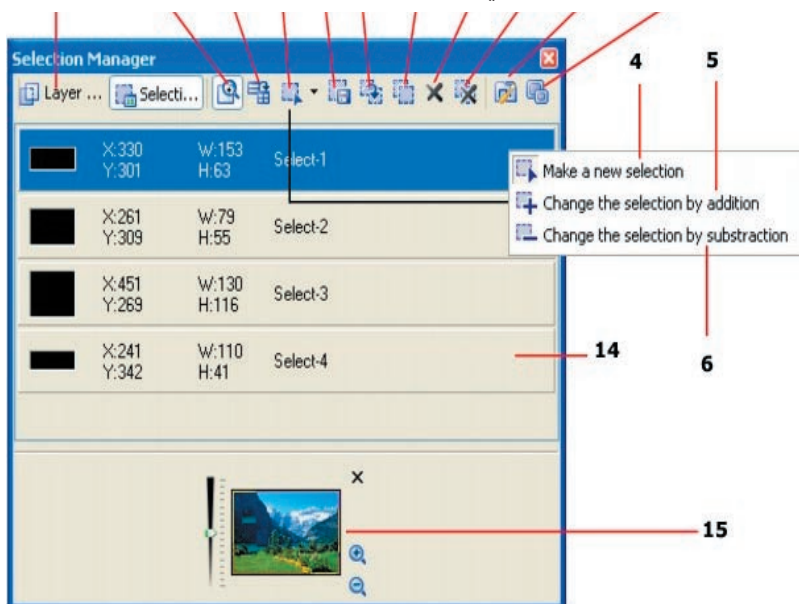 Selection Manager
4 5
Layer ... Selecti...
X:330 W:153 Select-1
Y:301 H:63
Make a new selection
Change the selection by addition
Change the selection by substraction
X:261 W:79 Select-2
Y:309 H:55
X:451 W:130 Select-3
Y:269 H:116
14
6
X:241 W:110 Select-4
Y:342 H:41
15